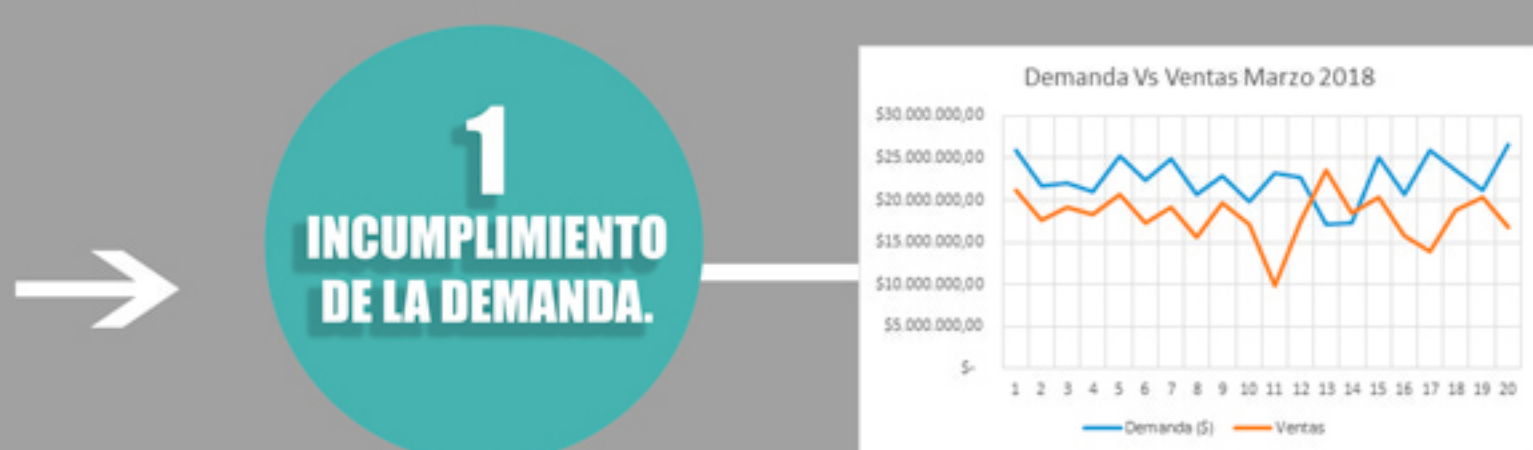 1
INCUMPLIMIENTO
DE LA DEMANDA.
Demanda Vs Ventas Marzo 2018
$30.000.000,00
$25.000.000,00
$20.000.000,00
$15.000.000,00
$10.000.000,00
$5.000.000,00
$-
1 2 3 4 5 6 7 8 9 10 11 12 13 14 15 16 17 18 19 20
Demanda ($) Ventas